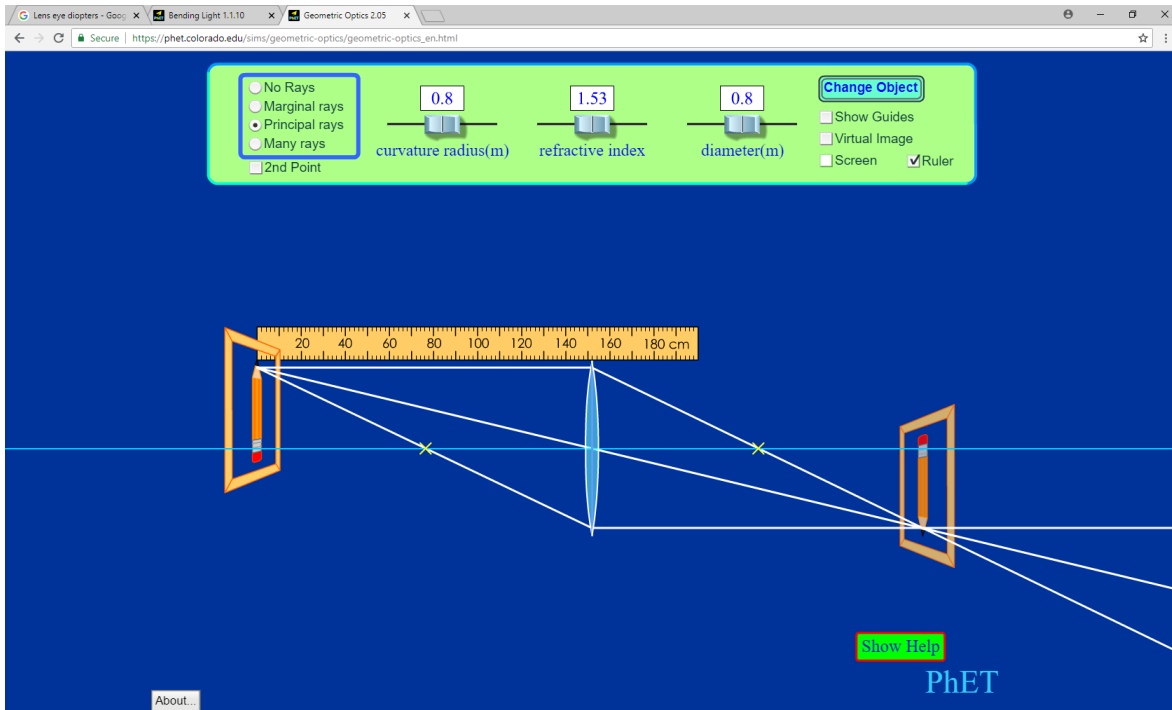 Lens eye diopters - Goog
Bending Light 1.1.10
Geometric Optics 2.05
Secure | https://phet.colorado.edu/sims/geometric-optics/geometric-optics_en.html
No Rays
Marginal rays
Principal rays
Many rays
2nd Point
0.8
curvature radius(m)
1.53
refractive index
0.8
diameter(m)
Change Object
Show Guides
Virtual Image
Screen Ruler
20 40 60 80 100 120 140 160 180 cm
Show Help
PhET
About...